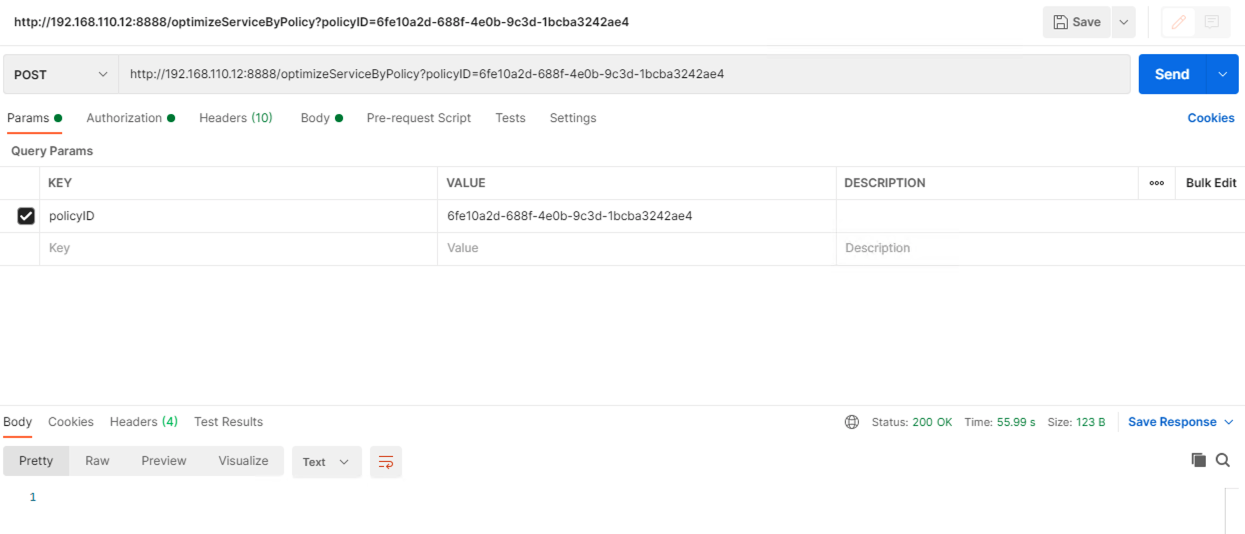 http://192.168.110.12:8888/optimizeServiceByPolicy?policyID=6fe10a2d-688f-4e0b-9c3d-1bcba3242ae4 Save
POST http://192.168.110.12:8888/optimizeServiceByPolicy?policyID=6fe10a2d-688f-4e0b-9c3d-1bcba3242ae4 Send
Params Authorization Headers (10) Body Pre-request Script Tests Settings Cookies
Query Params
KEY VALUE DESCRIPTION Bulk Edit
policyID 6fe10a2d-688f-4e0b-9c3d-1bcba3242ae4
Key Value Description
Body Cookies Headers (4) Test Results Status: 200 OK Time: 55.99 s Size: 123 B Save Response
Pretty Raw Preview Visualize Text
1